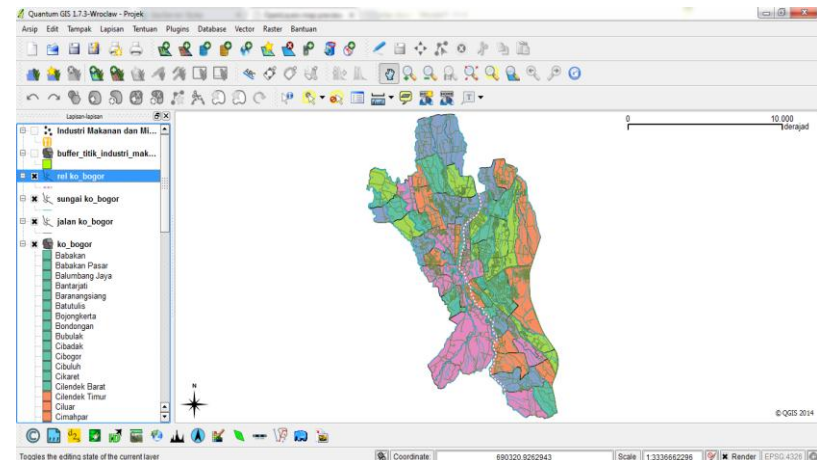 Quantum GIS 1.7.3-Wroclaw - Projek
Arsip Edit Tampak Lapisan Tentuan Plugins Database Vector Raster Bantuan
Lapisan-lapisan
Industri Makanan dan Mi...
buffer_titik_industri_mak...
rel ko_bogor
sungai ko_bogor
jalan ko_bogor
ko_bogor
Babakan
Babakan Pasar
Balumbang Jaya
Bantarjati
Baranangsiang
Batutulis
Bojongkerta
Bondongan
Bubulak
Cibadak
Cibogor
Cibuluh
Cikaret
Cilendek Barat
Cilendek Timur
Ciluar
Cimahpar
0 10.000
derajad
N
©QGIS 2014
Toggles the editing state of the current layer
Coordinate: 690320,9262943 Scale 1:3336662296 Render EPSG:4326